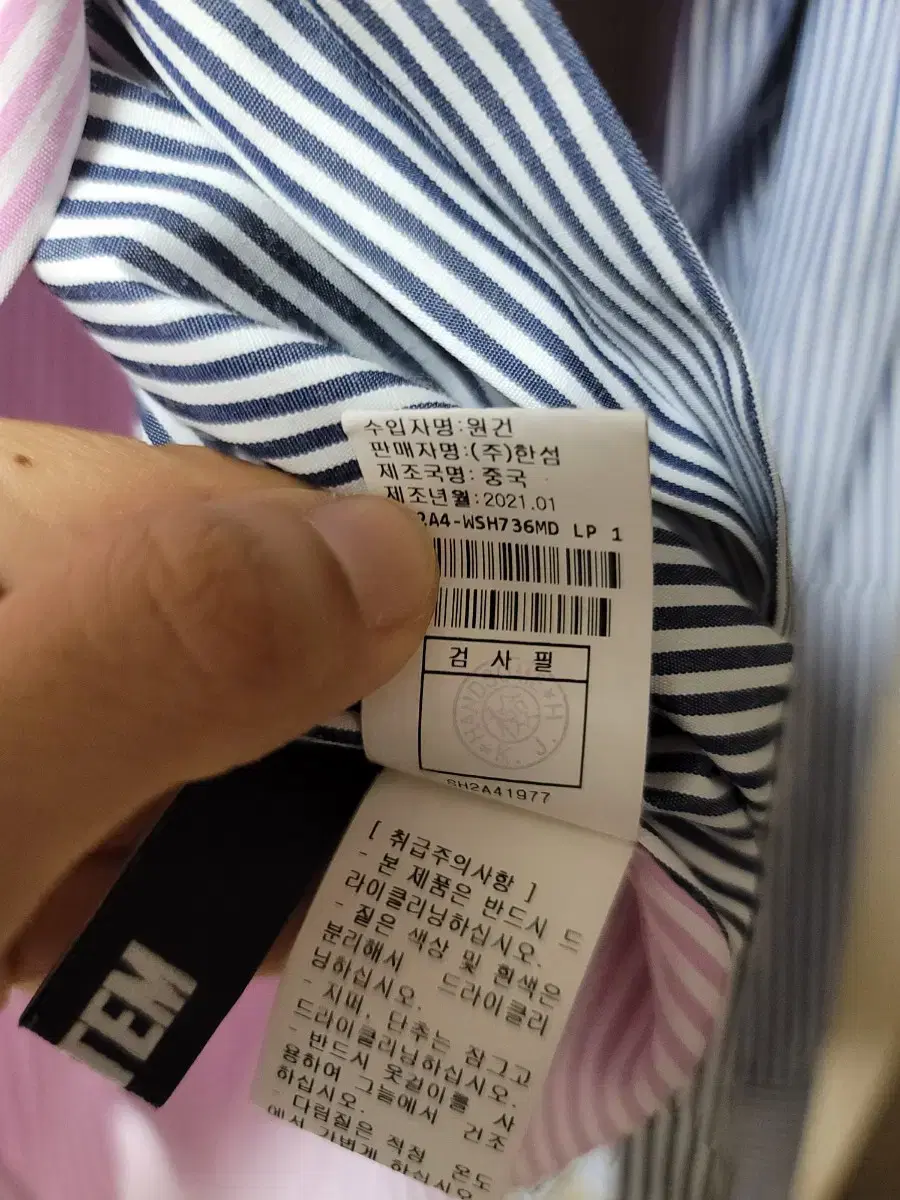 수입자명:원건
판매자명:(주)한섬
제조국명: 중국
제조년월:2021.01
2A4-WSH736MD LP 1
검 사 필
K.J.H
SH2A41977
[ 취급주의사항 ]
- 본 제품은 반드시 드
라이클리닝하십시오.
- 짙은 색상 및 흰색은
분리해서 드라이클리
닝하십시오.
- 지퍼, 단추는 잠그고
드라이클리닝하십시오.
- 반드시 옷걸이를 사
용하여 그늘에서 건조
하십시오.
- 다림질은 적정 온도
에서 가볍게 하십시오
TEM